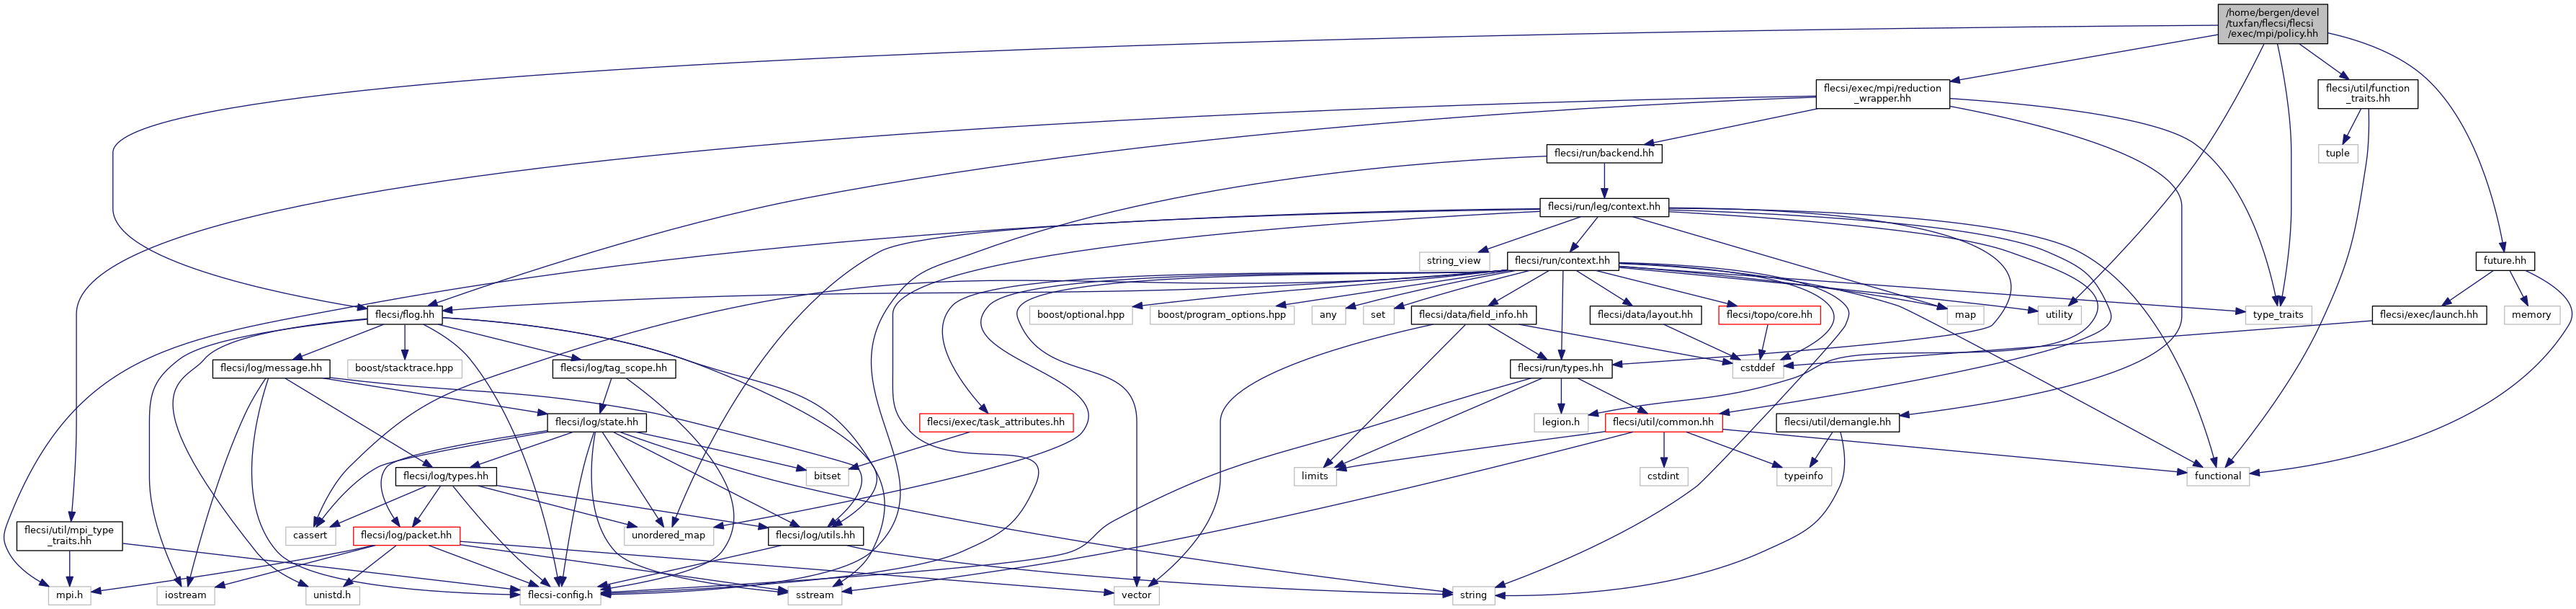 /home/bergen/devel
/tuxfan/flecsi/flecsi
/exec/mpi/policy.hh
flecsi/exec/mpi/reduction
_wrapper.hh
flecsi/util/function
_traits.hh
flecsi/run/backend.hh
tuple
flecsi/run/leg/context.hh
string_view
flecsi/run/context.hh
future.hh
flecsi/flog.hh
boost/optional.hpp
boost/program_options.hpp
any
set
flecsi/data/field_info.hh
flecsi/data/layout.hh
flecsi/topo/core.hh
map
utility
type_traits
flecsi/exec/launch.hh
memory
flecsi/log/message.hh
boost/stacktrace.hpp
flecsi/log/tag_scope.hh
flecsi/run/types.hh
cstddef
flecsi/log/state.hh
flecsi/exec/task_attributes.hh
legion.h
flecsi/util/common.hh
flecsi/util/demangle.hh
flecsi/log/types.hh
bitset
limits
cstdint
typeinfo
functional
flecsi/util/mpi_type
_traits.hh
cassert
flecsi/log/packet.hh
unordered_map
flecsi/log/utils.hh
mpi.h
iostream
unistd.h
flecsi-config.h
sstream
vector
string